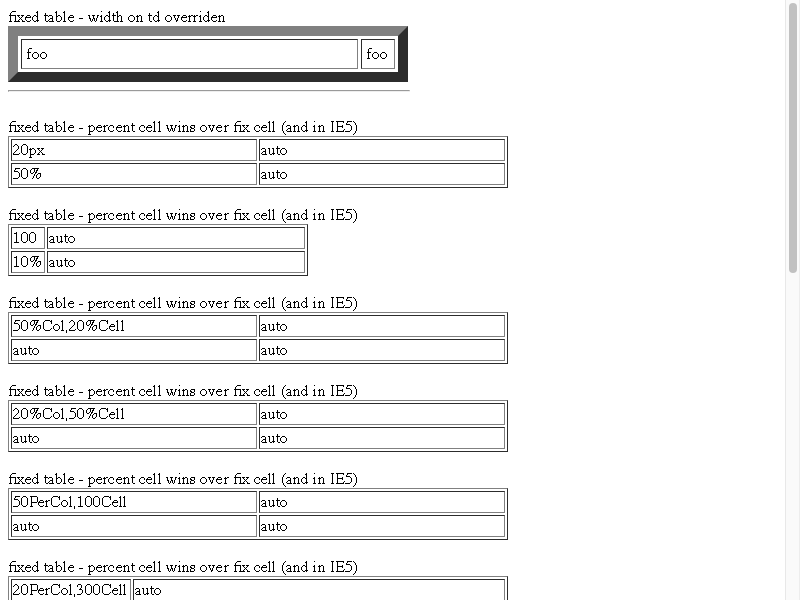 fixed table - width on td overriden
foo foo
fixed table - percent cell wins over fix cell (and in IE5)
20px auto
50% auto
fixed table - percent cell wins over fix cell (and in IE5)
100 auto
10% auto
fixed table - percent cell wins over fix cell (and in IE5)
50%Col,20%Cell auto
auto auto
fixed table - percent cell wins over fix cell (and in IE5)
20%Col,50%Cell auto
auto auto
fixed table - percent cell wins over fix cell (and in IE5)
50PerCol,100Cell auto
auto auto
fixed table - percent cell wins over fix cell (and in IE5)
20PerCol,300Cell auto